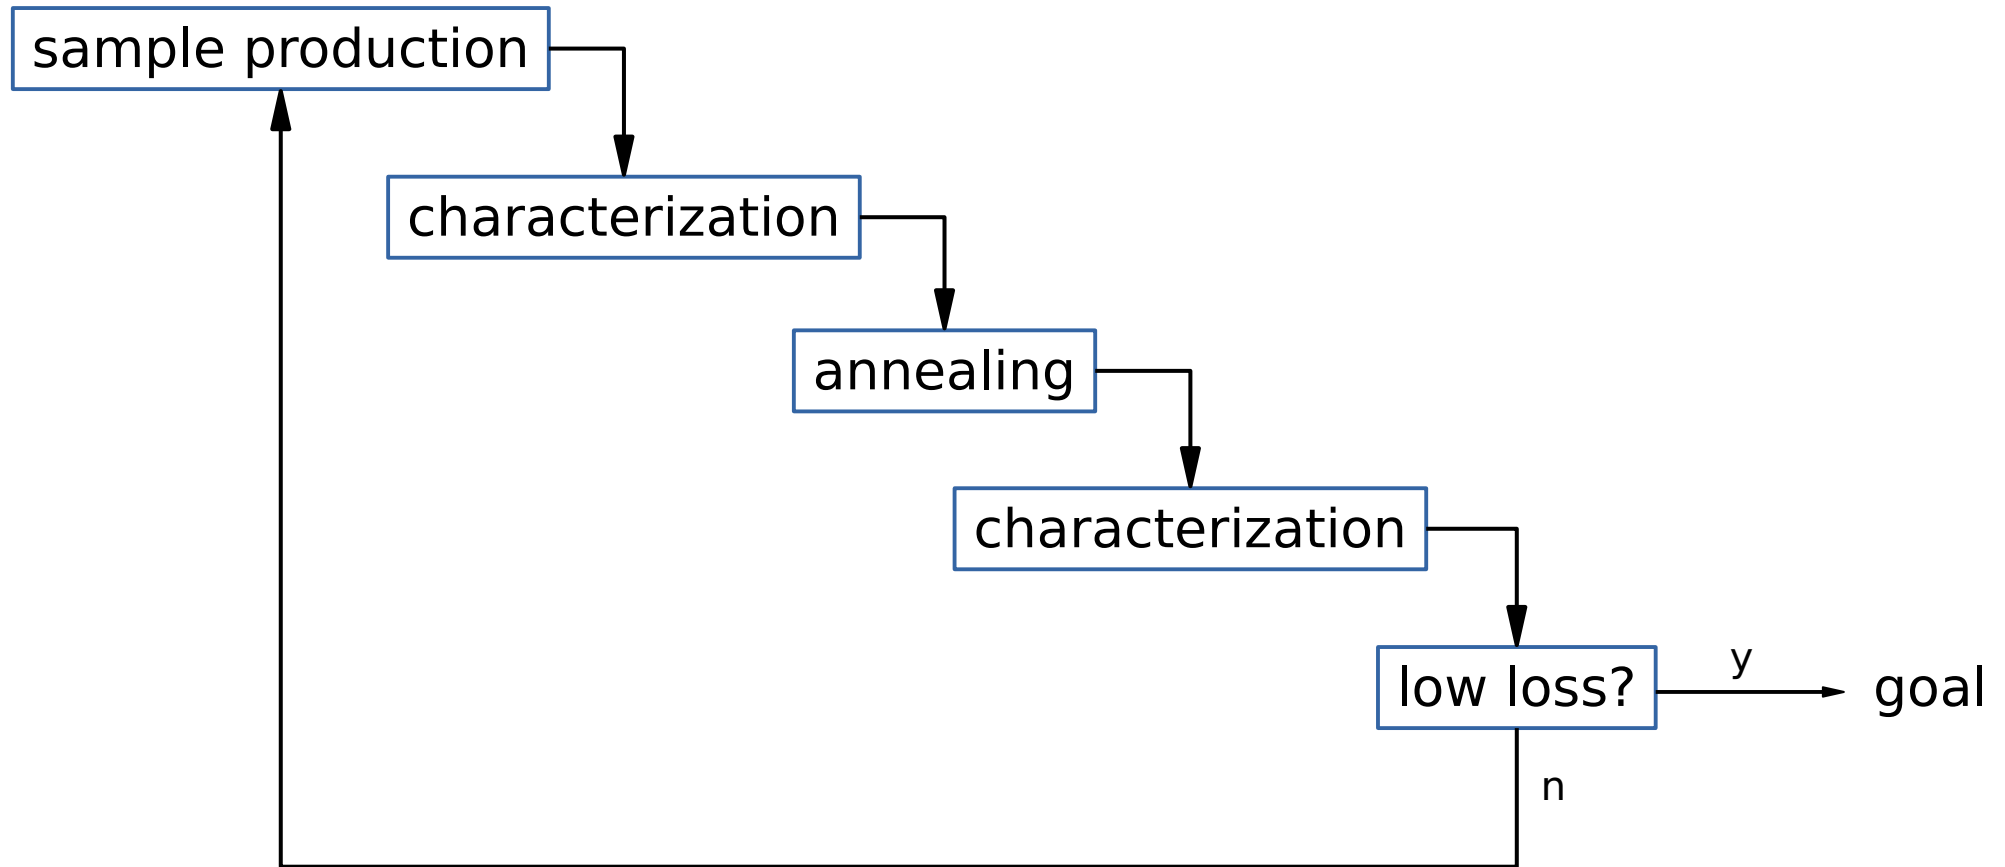 sample production
characterization
annealing
characterization
low loss?
y
goal
n